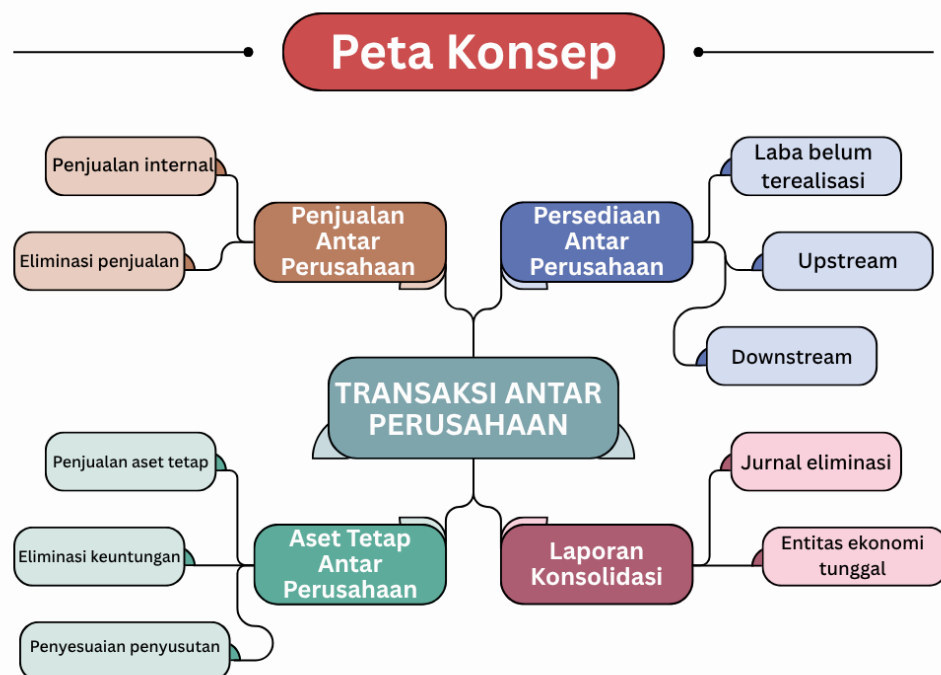 Peta Konsep
Penjualan internal
Eliminasi penjualan
Penjualan
Antar
Perusahaan
Persediaan
Antar
Perusahaan
Laba belum
terealisasi
Upstream
Downstream
TRANSAKSI ANTAR
PERUSAHAAN
Penjualan aset tetap
Eliminasi keuntungan
Penyesuaian penyusutan
Aset Tetap
Antar
Perusahaan
Laporan
Konsolidasi
Jurnal eliminasi
Entitas ekonomi
tunggal